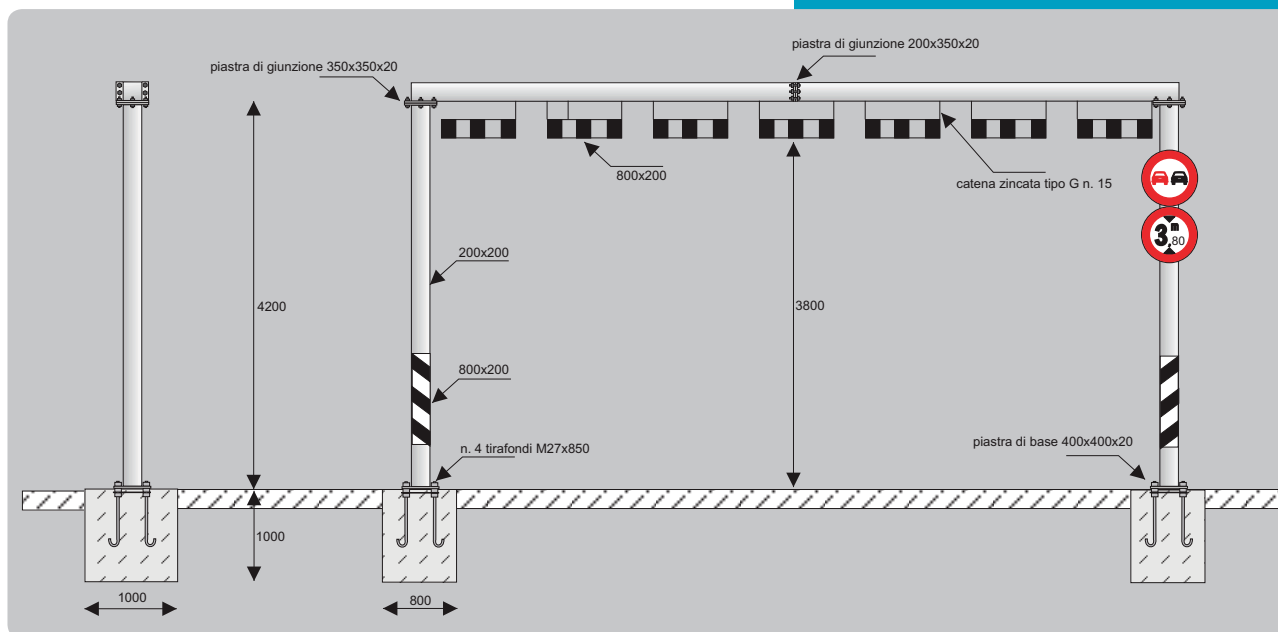 piastra di giunzione 200x350x20
piastra di giunzione 350x350x20
800x200
catena zincata tipo G n. 15
3 m ,80
200x200
4200
3800
800x200
n. 4 tirafondi M27x850
piastra di base 400x400x20
1000
1000
800